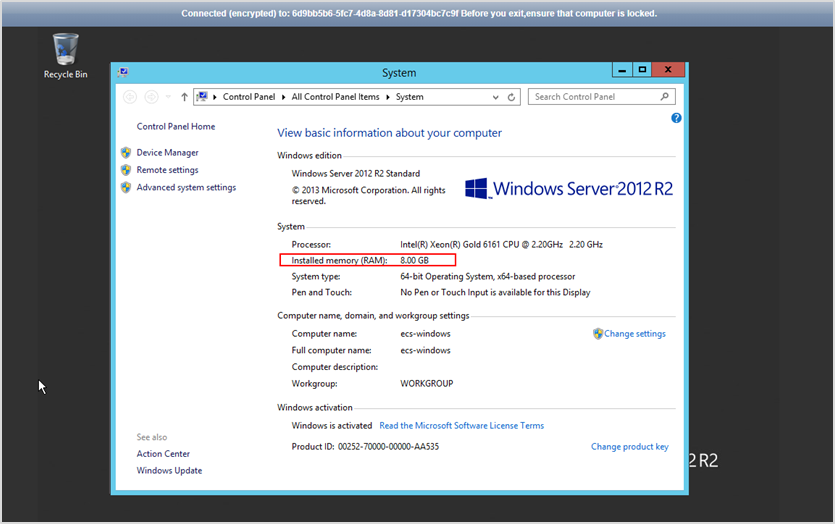 Connected (encrypted) to: 6d9bb5b6-5fc7-4d8a-8d81-d17304bc7c9f Before you exit,ensure that computer is locked.
Recycle Bin
System
Control Panel All Control Panel Items System
Search Control Panel
Control Panel Home
Device Manager
Remote settings
Advanced system settings
View basic information about your computer
Windows edition
Windows Server 2012 R2 Standard
© 2013 Microsoft Corporation. All rights
reserved.
Windows Server 2012 R2
System
Processor: Intel(R) Xeon(R) Gold 6161 CPU @ 2.20GHz 2.20 GHz
Installed memory (RAM): 8.00 GB
System type: 64-bit Operating System, x64-based processor
Pen and Touch: No Pen or Touch Input is available for this Display
Computer name, domain, and workgroup settings
Computer name: ecs-windows
Change settings
Full computer name: ecs-windows
Computer description:
Workgroup: WORKGROUP
Windows activation
Windows is activated Read the Microsoft Software License Terms
Product ID: 00252-70000-00000-AA535
Change product key
See also
Action Center
Windows Update
2 R2